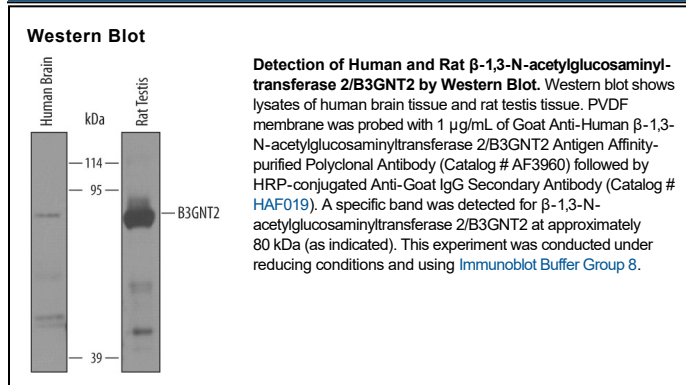 Western Blot
Human Brain
kDa
Rat Testis
114
95
B3GNT2
39
Detection of Human and Rat β-1,3-N-acetylglucosaminyl-
transferase 2/B3GNT2 by Western Blot. Western blot shows
lysates of human brain tissue and rat testis tissue. PVDF
membrane was probed with 1 µg/mL of Goat Anti-Human β-1,3-
N-acetylglucosaminyltransferase 2/B3GNT2 Antigen Affinity-
purified Polyclonal Antibody (Catalog # AF3960) followed by
HRP-conjugated Anti-Goat IgG Secondary Antibody (Catalog #
HAF019). A specific band was detected for β-1,3-N-
acetylglucosaminyltransferase 2/B3GNT2 at approximately
80 kDa (as indicated). This experiment was conducted under
reducing conditions and using Immunoblot Buffer Group 8.